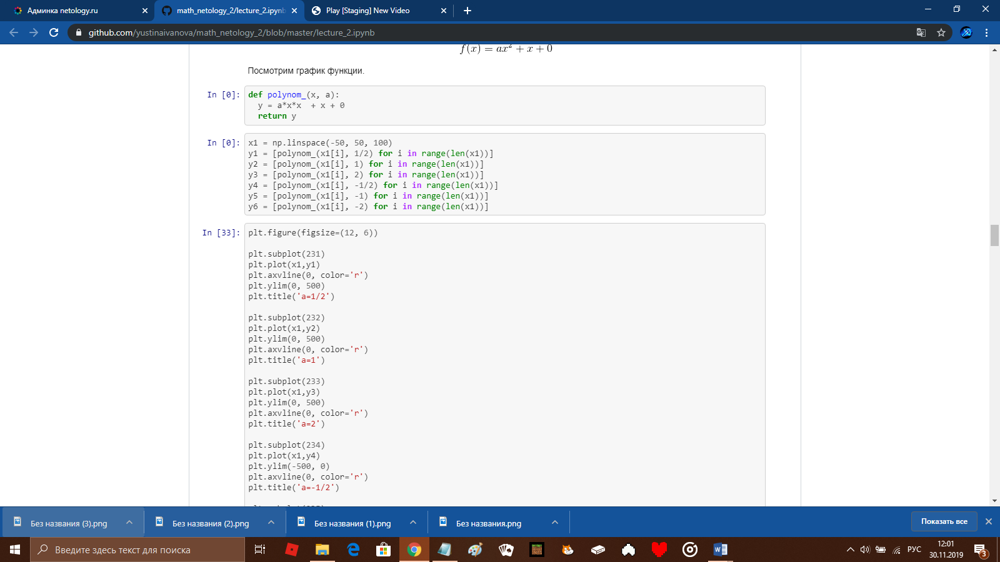 Админка netology.ru
math_netology_2/lecture_2.ipynb
Play [Staging] New Video
github.com/yustinaivanova/math_netology_2/blob/master/lecture_2.ipynb
f(x) = ax² + x + 0
Посмотрим график функции.
In [0]:
def polynom_(x, a):
  y = a*x*x  + x + 0
  return y
In [0]:
x1 = np.linspace(-50, 50, 100)
y1 = [polynom_(x1[i], 1/2) for i in range(len(x1))]
y2 = [polynom_(x1[i], 1) for i in range(len(x1))]
y3 = [polynom_(x1[i], 2) for i in range(len(x1))]
y4 = [polynom_(x1[i], -1/2) for i in range(len(x1))]
y5 = [polynom_(x1[i], -1) for i in range(len(x1))]
y6 = [polynom_(x1[i], -2) for i in range(len(x1))]
In [33]:
plt.figure(figsize=(12, 6))
plt.subplot(231)
plt.plot(x1,y1)
plt.axvline(0, color='r')
plt.ylim(0, 500)
plt.title('a=1/2')
plt.subplot(232)
plt.plot(x1,y2)
plt.ylim(0, 500)
plt.axvline(0, color='r')
plt.title('a=1')
plt.subplot(233)
plt.plot(x1,y3)
plt.ylim(0, 500)
plt.axvline(0, color='r')
plt.title('a=2')
plt.subplot(234)
plt.plot(x1,y4)
plt.ylim(-500, 0)
plt.axvline(0, color='r')
plt.title('a=-1/2')
Без названия (3).png
Без названия (2).png
Без названия (1).png
Без названия.png
Показать все
Введите здесь текст для поиска
РУС
12:01
30.11.2019
3